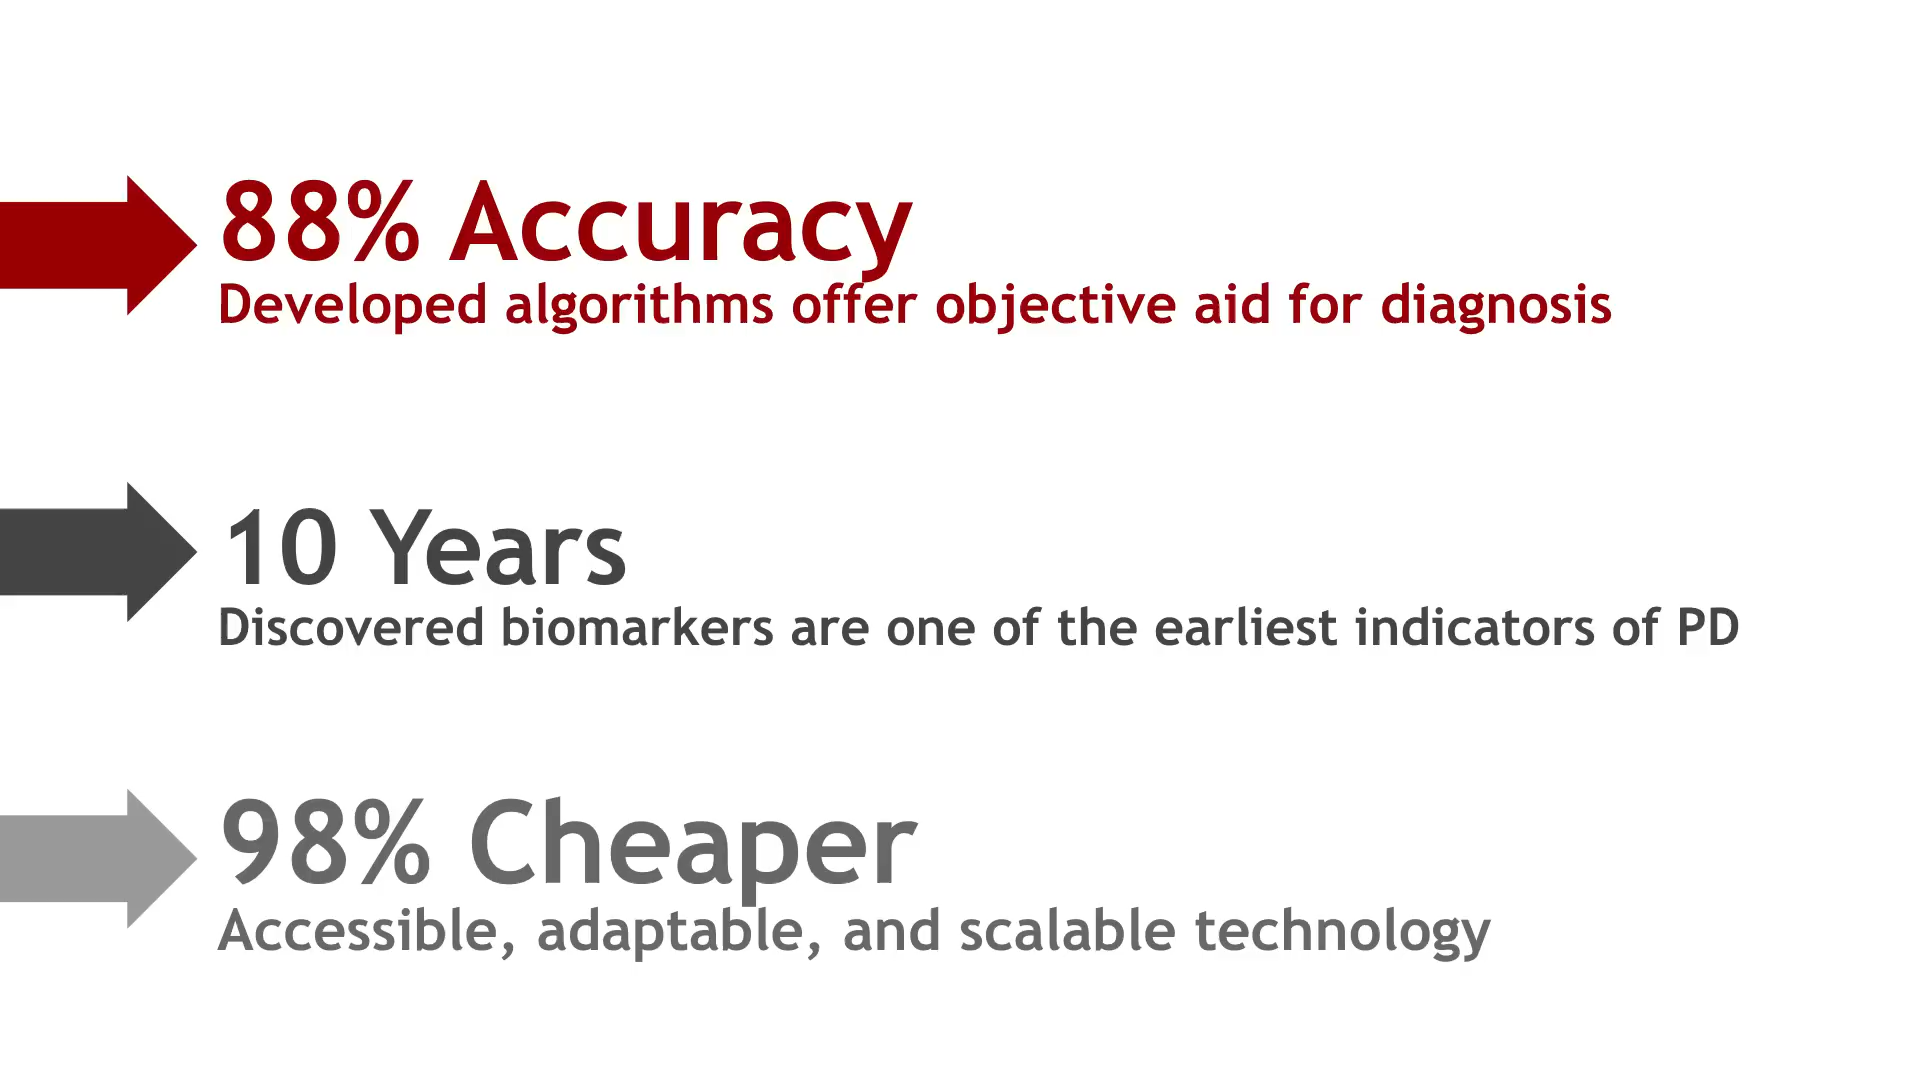 88% Accuracy
Developed algorithms offer objective aid for diagnosis
10 Years
Discovered biomarkers are one of the earliest indicators of PD
98% Cheaper
Accessible, adaptable, and scalable technology